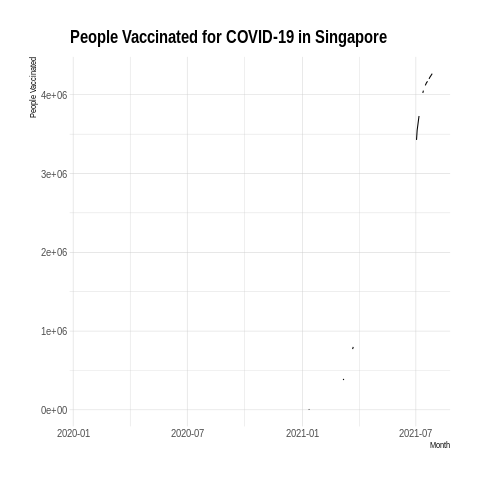 People Vaccinated for COVID-19 in Singapore
People Vaccinated
4e+06
3e+06
2e+06
1e+06
0e+00
2020-01 2020-07 2021-01 2021-07
Month